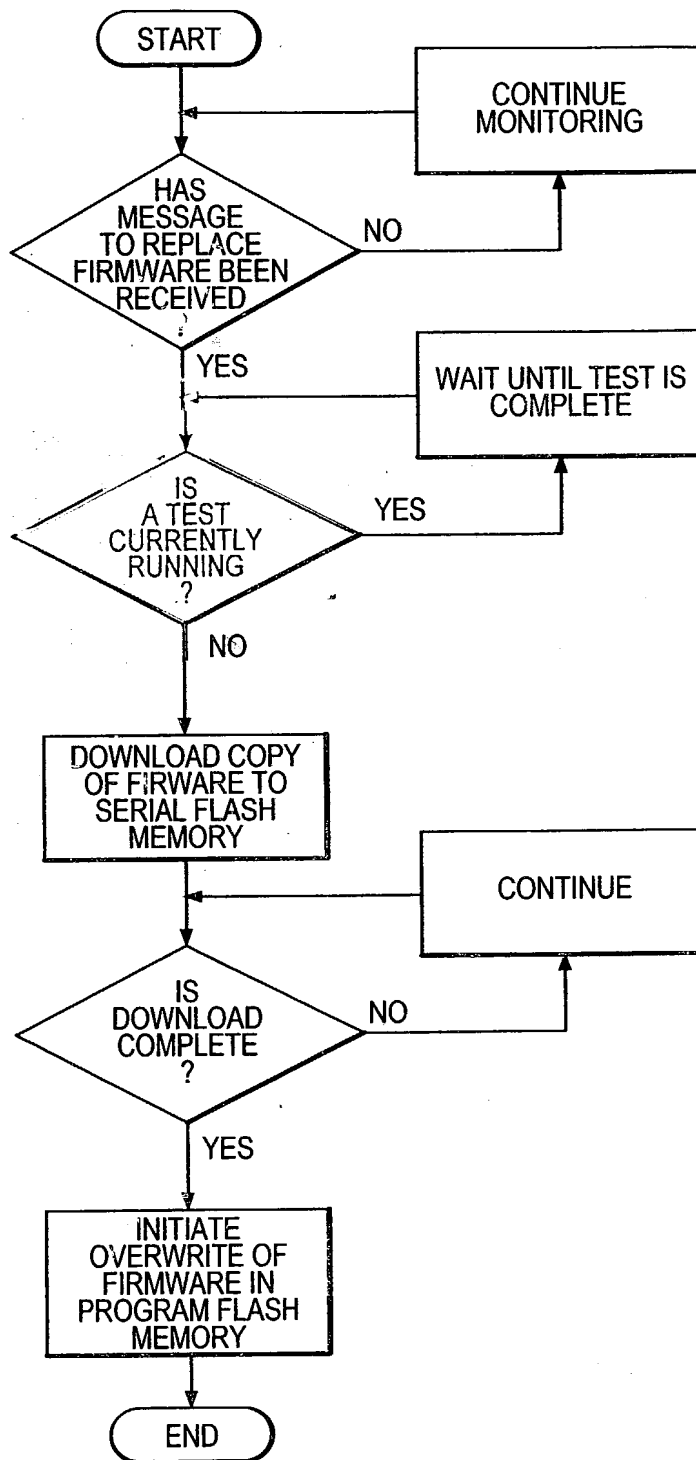 START
CONTINUE
MONITORING
HAS
MESSAGE
TO REPLACE
FIRMWARE BEEN
RECEIVED
?
NO
YES
WAIT UNTIL TEST IS
COMPLETE
IS
A TEST
CURRENTLY
RUNNING
?
YES
NO
DOWNLOAD COPY
OF FIRWARE TO
SERIAL FLASH
MEMORY
CONTINUE
IS
DOWNLOAD
COMPLETE
?
NO
YES
INITIATE
OVERWRITE OF
FIRMWARE IN
PROGRAM FLASH
MEMORY
END